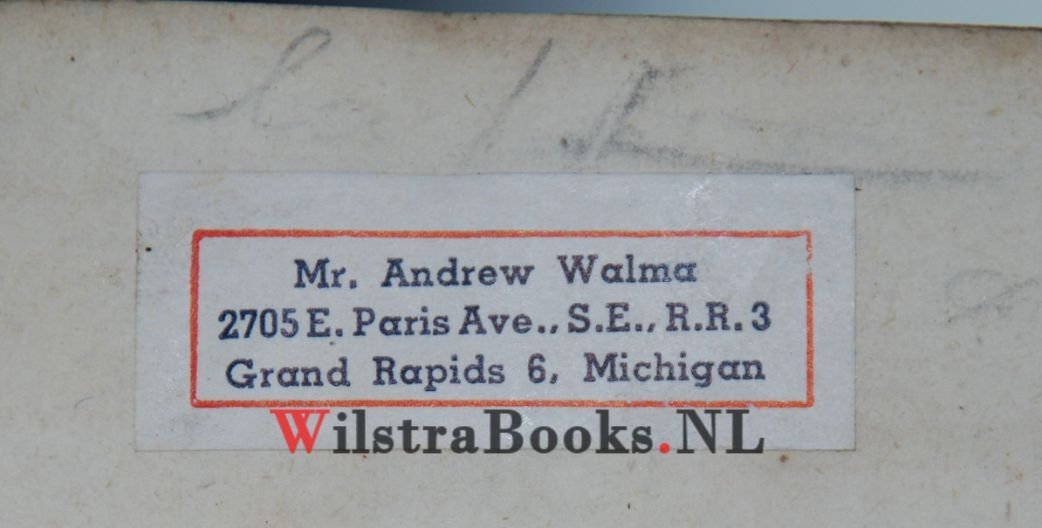 Mr. Andrew Walma
2705 E. Paris Ave., S.E., R.R. 3
Grand Rapids 6, Michigan
WilstraBooks.NL